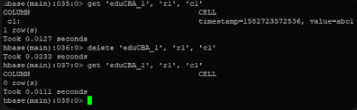 hbase(main):035:0> get 'eduCBA_1', 'r1', 'c1'
COLUMN CELL
c1: timestamp=1582723572536, value=abc1
1 row(s)
Took 0.0127 seconds
hbase(main):036:0> delete 'eduCBA_1', 'r1', 'c1'
Took 0.0233 seconds
hbase(main):037:0> get 'eduCBA_1', 'r1', 'c1'
COLUMN CELL
0 row(s)
Took 0.0111 seconds
hbase(main):038:0>